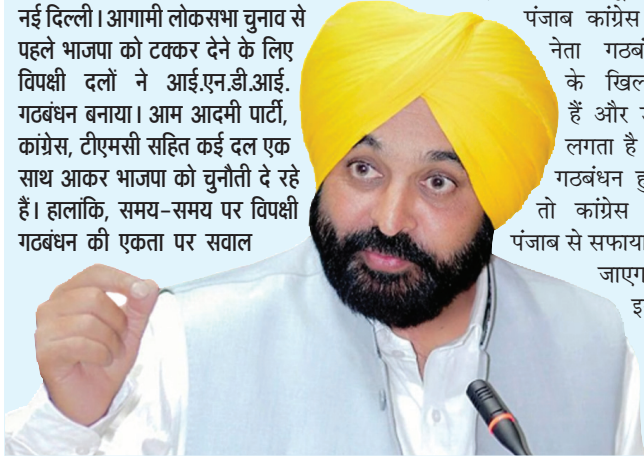 नई दिल्ली। आगामी लोकसभा चुनाव से
पहले भाजपा को टक्कर देने के लिए
विपक्षी दलों ने आई.एन.डी.आई.
गठबंधन बनाया। आम आदमी पार्टी,
कांग्रेस, टीएमसी सहित कई दल एक
साथ आकर भाजपा को चुनौती दे रहे
हैं। हालांकि, समय-समय पर विपक्षी
गठबंधन की एकता पर सवाल
पंजाब कांग्रेस
नेता
के
हैं और
लगता है
गठबंधन
तो कांग्रेस
पंजाब से सफाया